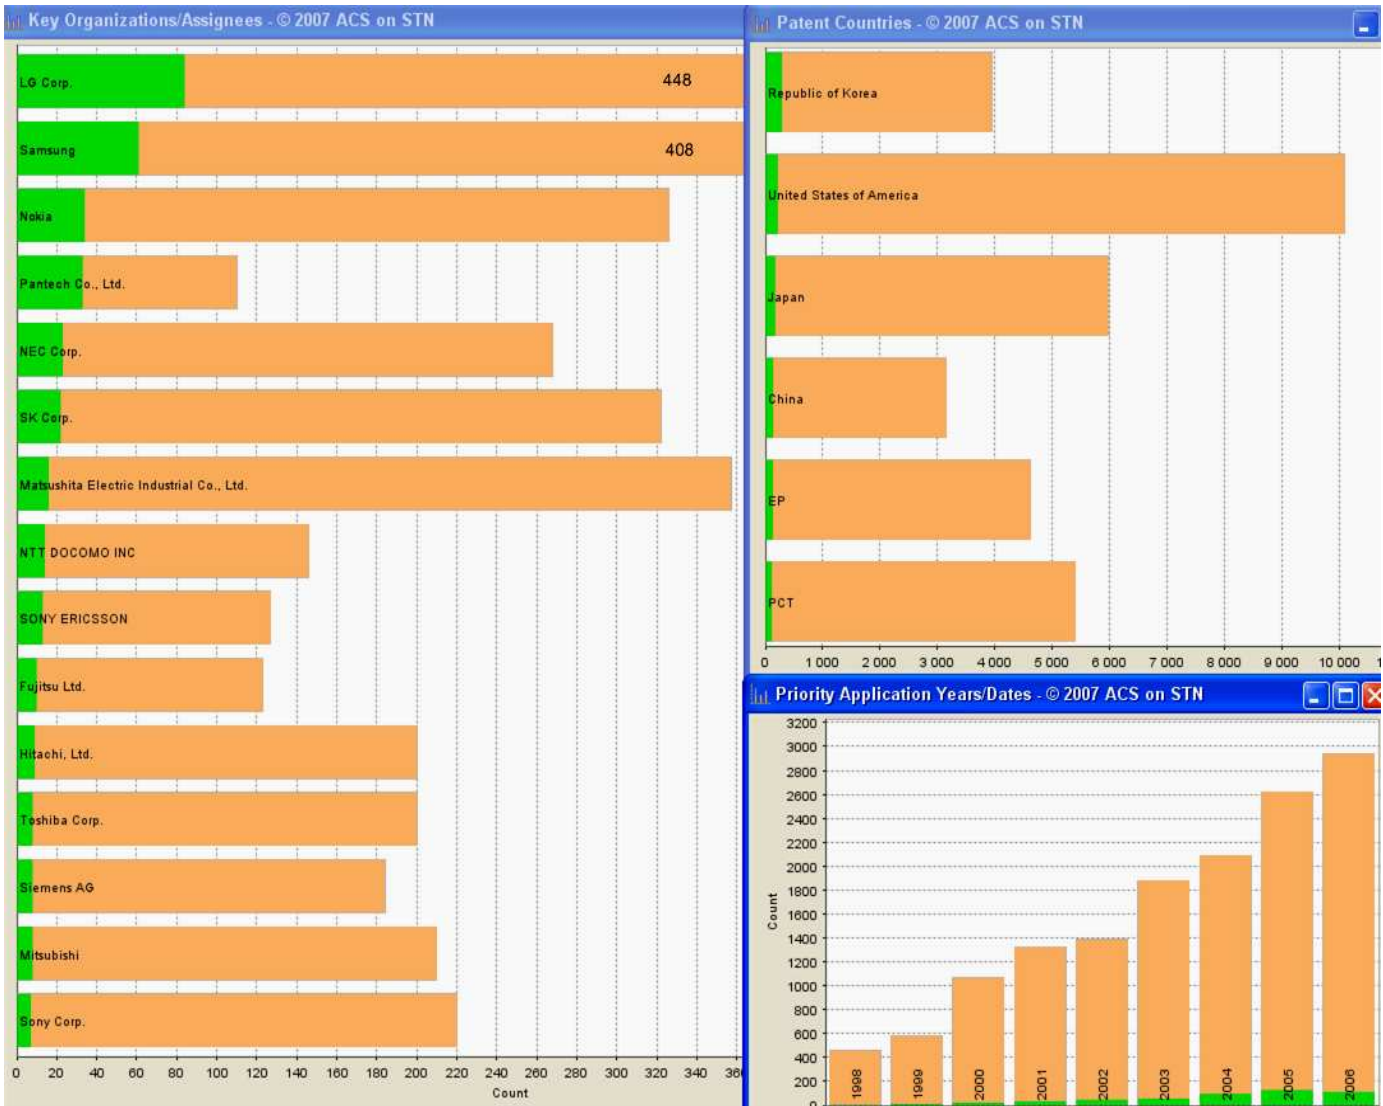 Key Organizations/Assignees - © 2007 ACS on STN
LG Corp.
448
Samsung
408
Nokia
Pantech Co., Ltd.
NEC Corp.
SK Corp.
Matsushita Electric Industrial Co., Ltd.
NTT DOCOMO INC
SONY ERICSSON
Fujitsu Ltd.
Hitachi, Ltd.
Toshiba Corp.
Siemens AG
Mitsubishi
Sony Corp.
0 20 40 60 80 100 120 140 160 180 200 220 240 260 280 300 320 340 360
Count
Patent Countries - © 2007 ACS on STN
Republic of Korea
United States of America
Japan
China
EP
PCT
0 1 000 2 000 3 000 4 000 5 000 6 000 7 000 8 000 9 000 10 000
Priority Application Years/Dates - © 2007 ACS on STN
3200
3000
2800
2600
2400
2200
2000
1800
1600
1400
1200
1000
800
600
400
200
0
Count
1998 1999 2000 2001 2002 2003 2004 2005 2006